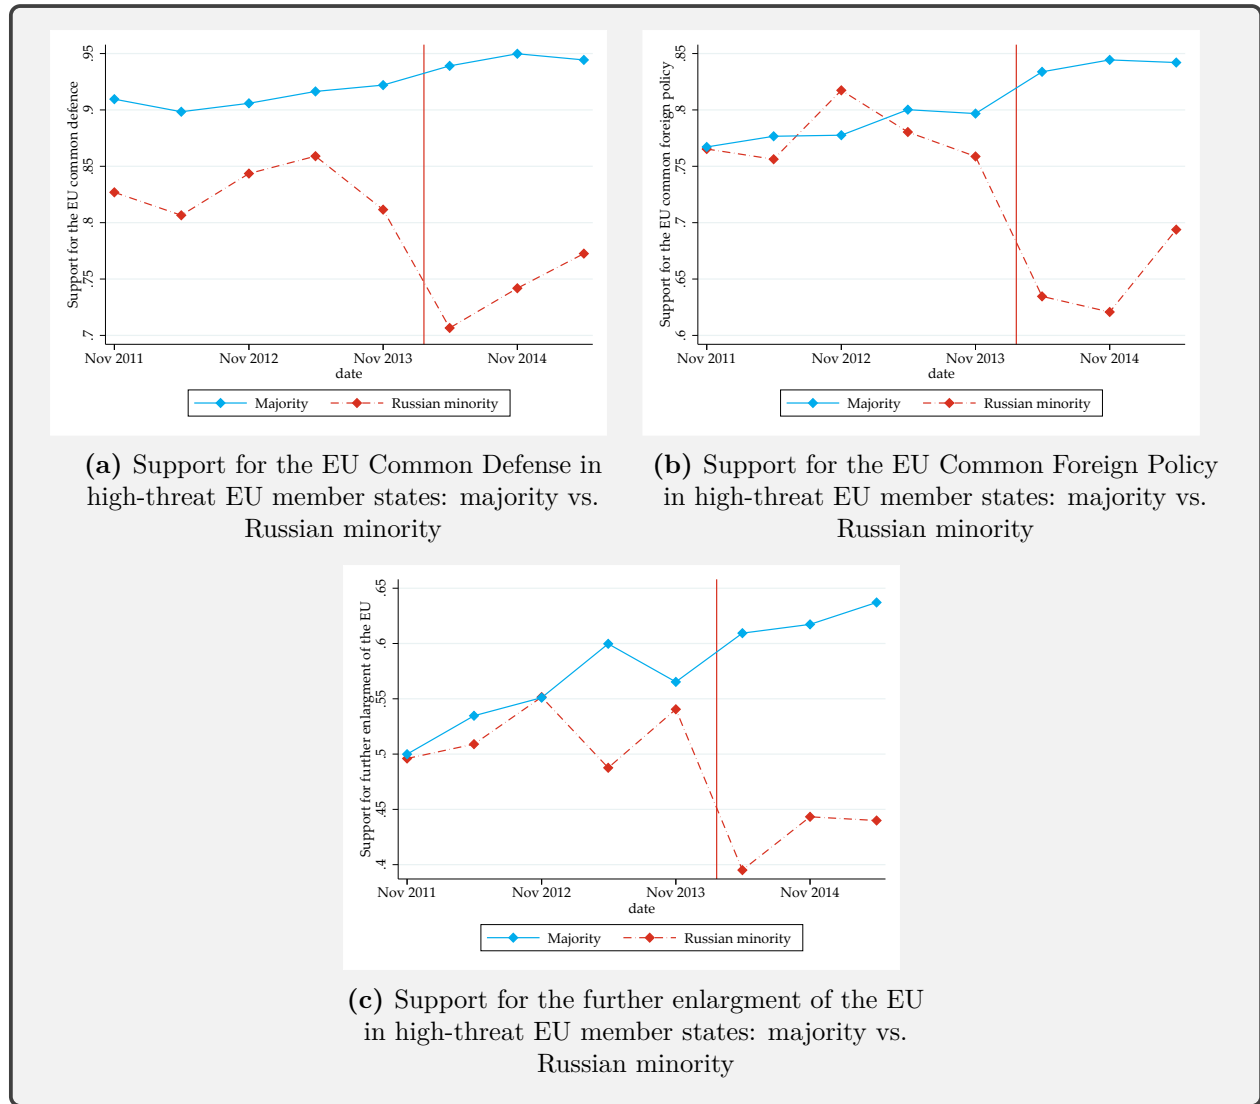 Support for the EU common defence
.95
.9
.85
.8
.75
.7
Nov 2011
Nov 2012
Nov 2013
Nov 2014
date
Majority
Russian minority
Support for the EU common foreign policy
.85
.8
.75
.7
.65
.6
Nov 2011
Nov 2012
Nov 2013
Nov 2014
date
Majority
Russian minority
(a) Support for the EU Common Defense in
high-threat EU member states: majority vs.
Russian minority
(b) Support for the EU Common Foreign Policy
in high-threat EU member states: majority vs.
Russian minority
Support for further enlargment of the EU
.65
.6
.55
.5
.45
.4
Nov 2011
Nov 2012
Nov 2013
Nov 2014
date
Majority
Russian minority
(c) Support for the further enlargment of the EU
in high-threat EU member states: majority vs.
Russian minority